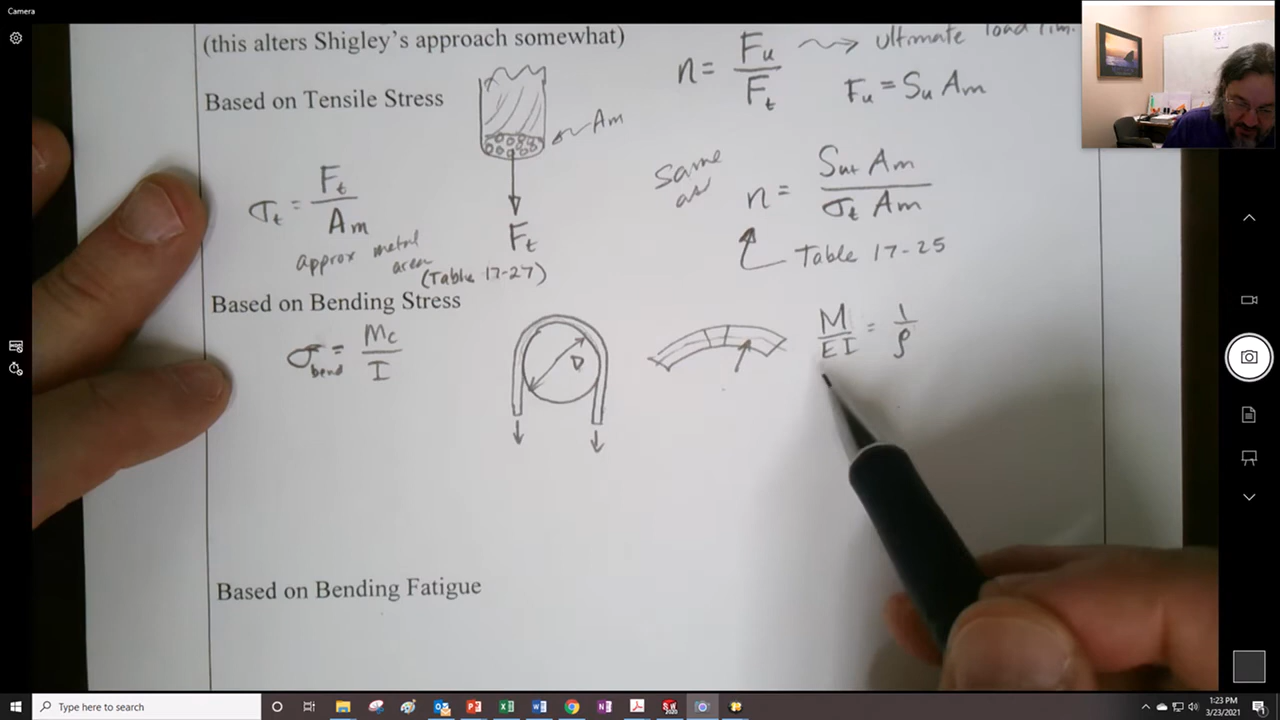 Camera
(this alters Shigley's approach somewhat)
n = Fu / Ft ⟿ Ultimate load lim.
Fu = Su Am
Based on Tensile Stress
Am
σt = Ft / Am
approx metal area
(Table 17-27)
Ft
same as
n = Sut Am / σt Am
Table 17-25
Based on Bending Stress
σbend = Mc / I
D
M / EI = 1 / ρ
Based on Bending Fatigue
Type here to search
1:23 PM
3/23/2021